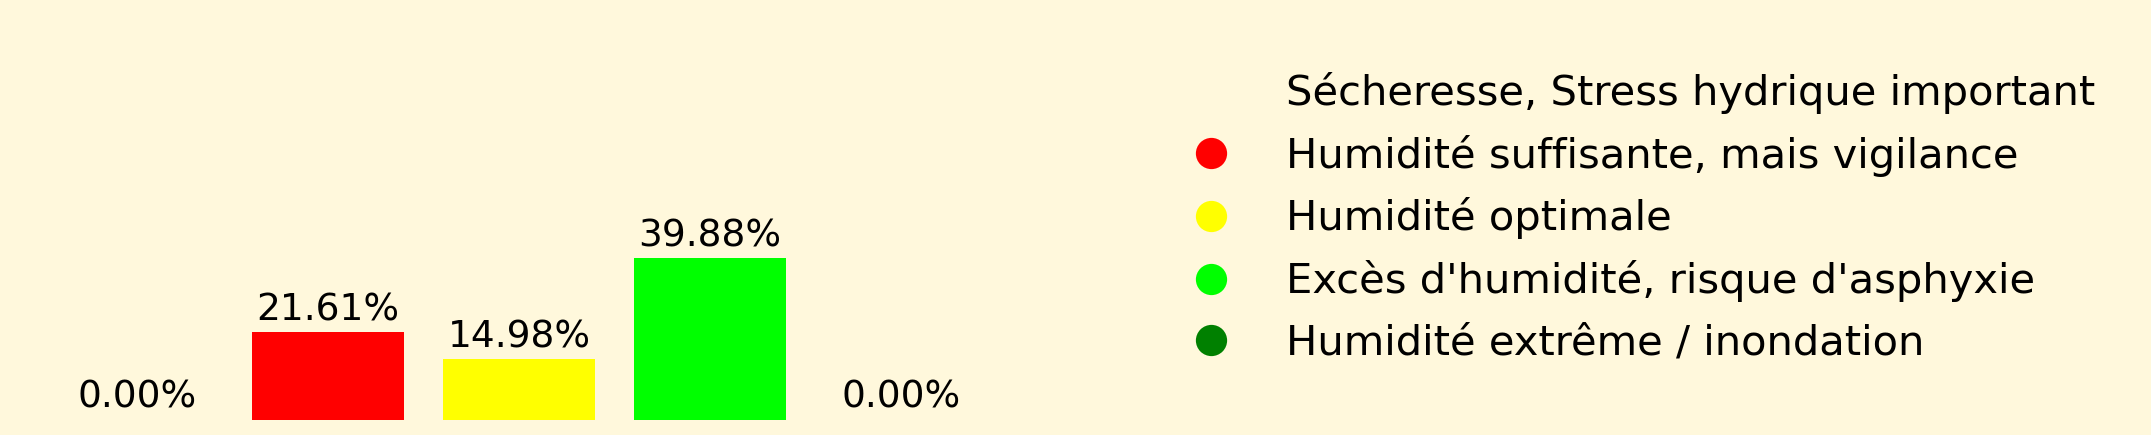 0.00%
21.61%
14.98%
39.88%
0.00%
Sécheresse, Stress hydrique important
Humidité suffisante, mais vigilance
Humidité optimale
Excès d'humidité, risque d'asphyxie
Humidité extrême / inondation